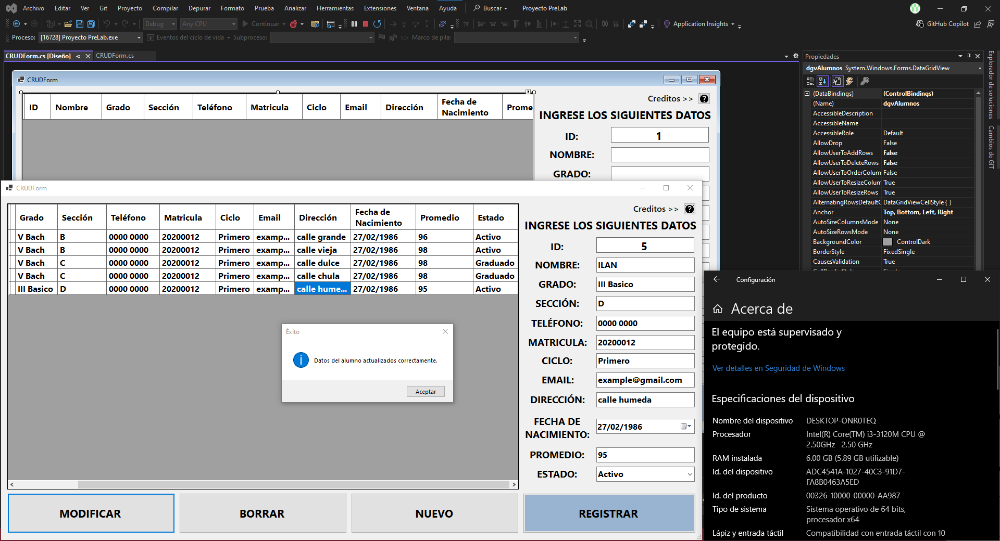 Archivo Editar Ver Git Proyecto Compilar Depurar Formato Prueba Analizar Herramientas Extensiones Ventana Ayuda Buscar Proyecto PreLab
Debug Any CPU Continuar Application Insights GitHub Copilot
Proceso: [16728] Proyecto PreLab.exe Eventos del ciclo de vida Subproceso: Marco de pila:
CRUDForm.cs [Diseño] CRUDForm.cs
CRUDForm
ID Nombre Grado Sección Teléfono Matricula Ciclo Email Dirección Fecha de Nacimiento Prome
Creditos >>
INGRESE LOS SIGUIENTES DATOS
ID: 1
NOMBRE:
GRADO:
Propiedades
dgvAlumnos System.Windows.Forms.DataGridView
(DataBindings) (ControlBindings)
(Name) dgvAlumnos
AccessibleDescription
AccessibleName
AccessibleRole Default
AllowDrop False
AllowUserToAddRows False
AllowUserToDeleteRows False
AllowUserToOrderColum False
AllowUserToResizeColum True
AllowUserToResizeRows True
AlternatingRowsDefaultC DataGridViewCellStyle { }
Anchor Top, Bottom, Left, Right
AutoSizeColumnsMode None
AutoSizeRowsMode None
BackgroundColor ControlDark
BorderStyle FixedSingle
CausesValidation True
Explorador de soluciones
Cambios de GIT
CRUDForm
Grado Sección Teléfono Matricula Ciclo Email Dirección Fecha de Nacimiento Promedio Estado
V Bach B 0000 0000 20200012 Primero examp... calle grande 27/02/1986 96 Activo
V Bach B 0000 0000 20200012 Primero examp... calle vieja 27/02/1986 98 Activo
V Bach C 0000 0000 20200012 Primero examp... calle dulce 27/02/1986 98 Graduado
V Bach C 0000 0000 20200012 Primero examp... calle chula 27/02/1986 98 Graduado
III Basico D 0000 0000 20200012 Primero examp... calle hume... 27/02/1986 95 Activo
Creditos >>
INGRESE LOS SIGUIENTES DATOS
ID: 5
NOMBRE: ILAN
GRADO: III Basico
SECCIÓN: D
TELÉFONO: 0000 0000
MATRICULA: 20200012
CICLO: Primero
EMAIL: example@gmail.com
DIRECCIÓN: calle humeda
FECHA DE
NACIMIENTO: 27/02/1986
PROMEDIO: 95
ESTADO: Activo
Éxito
Datos del alumno actualizados correctamente.
Aceptar
MODIFICAR BORRAR NUEVO REGISTRAR
Configuración
Acerca de
El equipo está supervisado y
protegido.
Ver detalles en Seguridad de Windows
Especificaciones del dispositivo
Nombre del dispositivo DESKTOP-ONR0TEQ
Procesador Intel(R) Core(TM) i3-3120M CPU @
2.50GHz 2.50 GHz
RAM instalada 6.00 GB (5.89 GB utilizable)
Id. del dispositivo ADC4541A-1027-40C3-91D7-
FA8B0463A5ED
Id. del producto 00326-10000-00000-AA987
Tipo de sistema Sistema operativo de 64 bits,
procesador x64
Lápiz y entrada táctil Compatibilidad con entrada táctil con 10